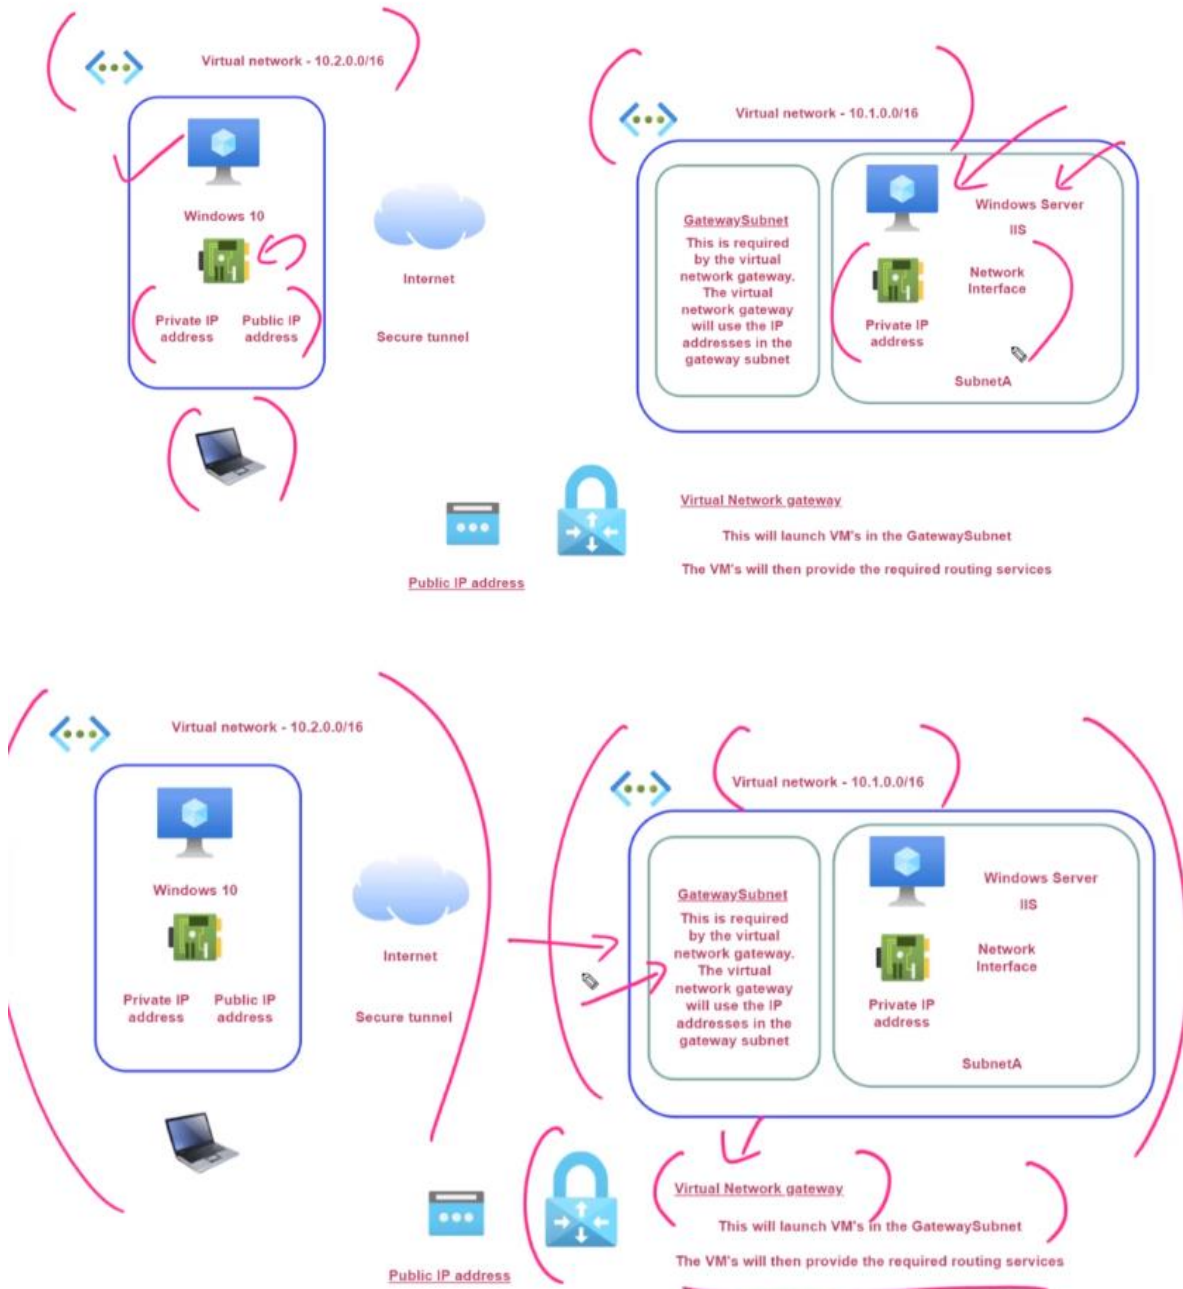 Virtual network - 10.2.0.0/16
Windows 10
Private IP
address
Public IP
address
Internet
Secure tunnel
Virtual network - 10.1.0.0/16
GatewaySubnet
This is required
by the virtual
network gateway.
The virtual
network gateway
will use the IP
addresses in the
gateway subnet
Windows Server
IIS
Network
Interface
Private IP
address
SubnetA
Public IP address
Virtual Network gateway
This will launch VM's in the GatewaySubnet
The VM's will then provide the required routing services
Virtual network - 10.2.0.0/16
Windows 10
Private IP
address
Public IP
address
Internet
Secure tunnel
Virtual network - 10.1.0.0/16
GatewaySubnet
This is required
by the virtual
network gateway.
The virtual
network gateway
will use the IP
addresses in the
gateway subnet
Windows Server
IIS
Network
Interface
Private IP
address
SubnetA
Public IP address
Virtual Network gateway
This will launch VM's in the GatewaySubnet
The VM's will then provide the required routing services